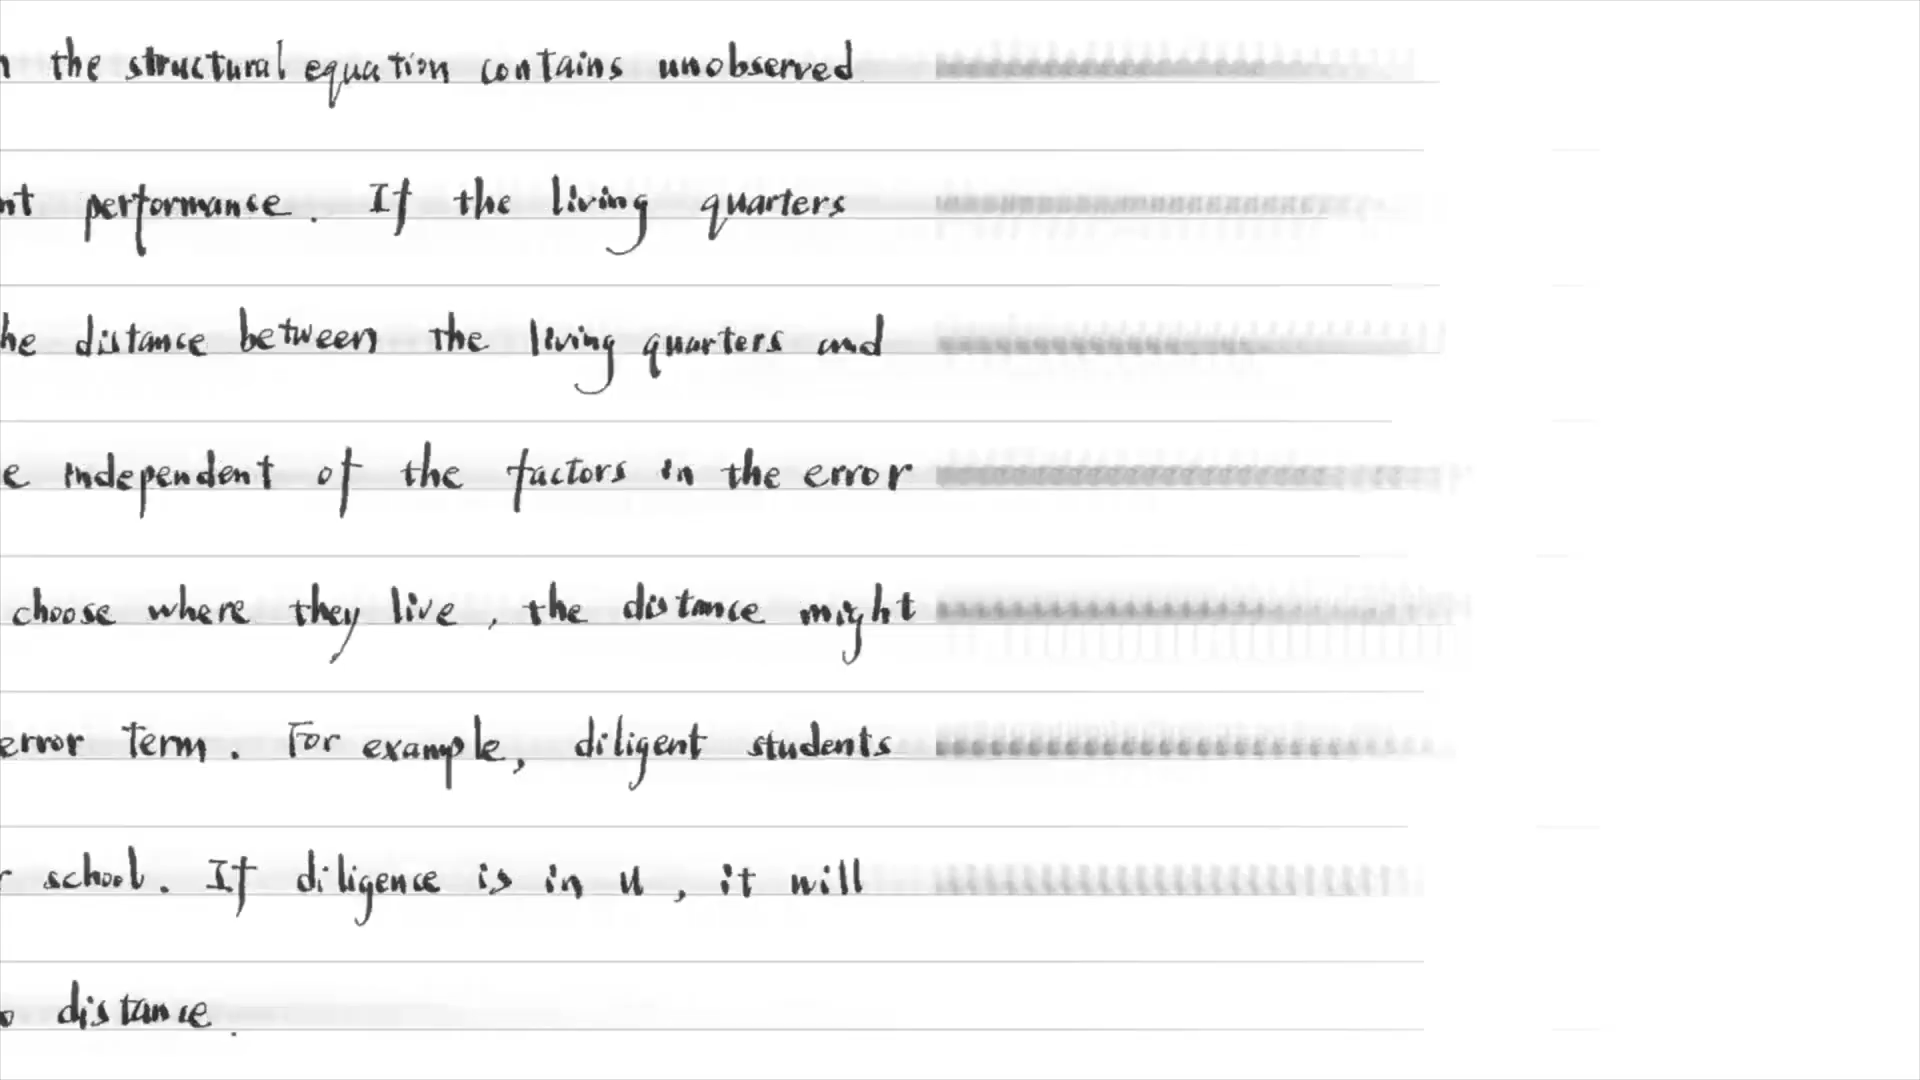 the structural equation contains unobserved
performance. If the living quarters
he distance between the living quarters and
e independent of the factors in the error
choose where they live, the distance might
error term. For example, diligent students
school. If diligence is in u, it will
distance.